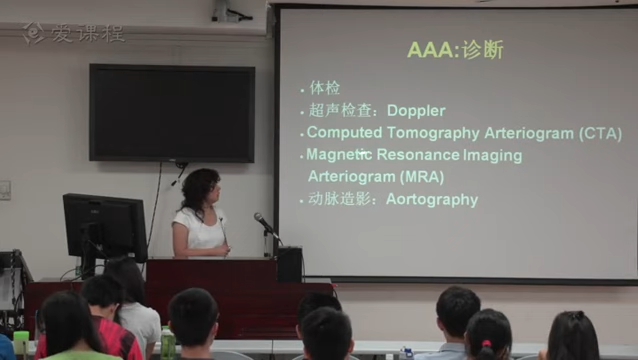 爱课程
AAA:诊断
• 体检
• 超声检查：Doppler
• Computed Tomography Arteriogram (CTA)
• Magnetic Resonance Imaging
Arteriogram (MRA)
• 动脉造影：Aortography